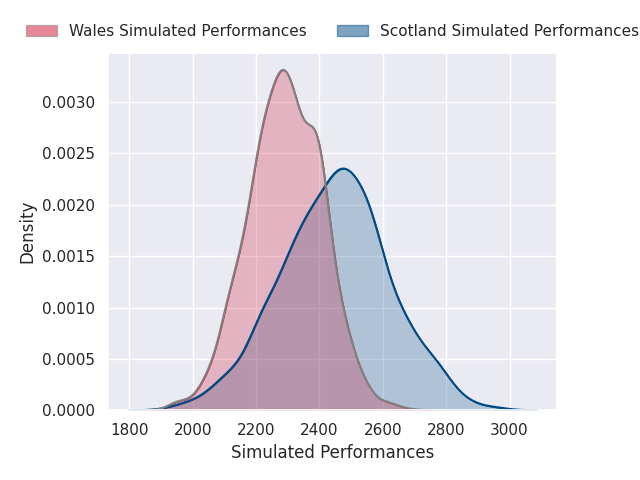 Wales Simulated Performances
Scotland Simulated Performances
0.0030
0.0025
0.0020
0.0015
0.0010
0.0005
0.0000
Density
1800 2000 2200 2400 2600 2800 3000
Simulated Performances